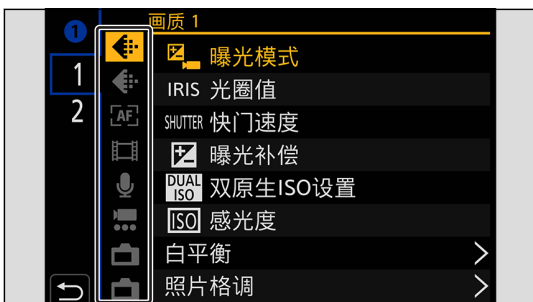 画质 1
1
1
2
AF
曝光模式
IRIS 光圈值
SHUTTER 快门速度
曝光补偿
DUAL ISO 双原生ISO设置
ISO 感光度
白平衡
照片格调